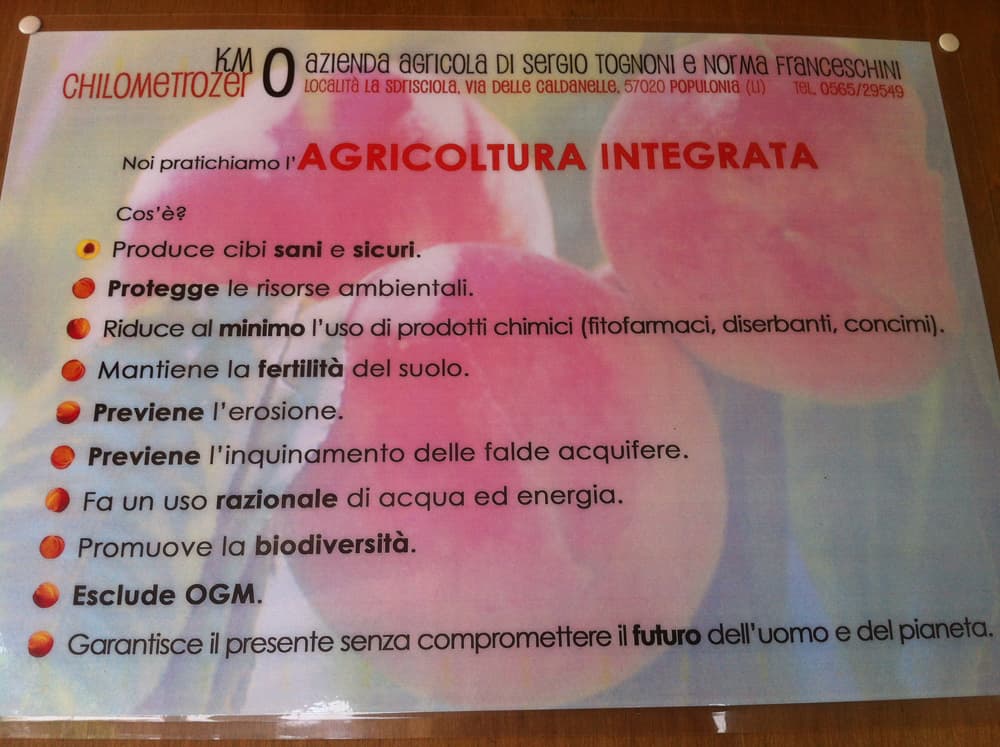 KM 0 AZIENDA AGRICOLA DI SERGIO TOGNONI E NORMA FRANCESCHINI
CHILOMETROZERO LOCALITÀ LA SDRISCIOLA, VIA DELLE CALDANELLE, 57020 POPULONIA (LI) TEL. 0565/29549
Noi pratichiamo l'AGRICOLTURA INTEGRATA
Cos'è?
Produce cibi sani e sicuri.
Protegge le risorse ambientali.
Riduce al minimo l'uso di prodotti chimici (fitofarmaci, diserbanti, concimi).
Mantiene la fertilità del suolo.
Previene l'erosione.
Previene l'inquinamento delle falde acquifere.
Fa un uso razionale di acqua ed energia.
Promuove la biodiversità.
Esclude OGM.
Garantisce il presente senza compromettere il futuro dell'uomo e del pianeta.